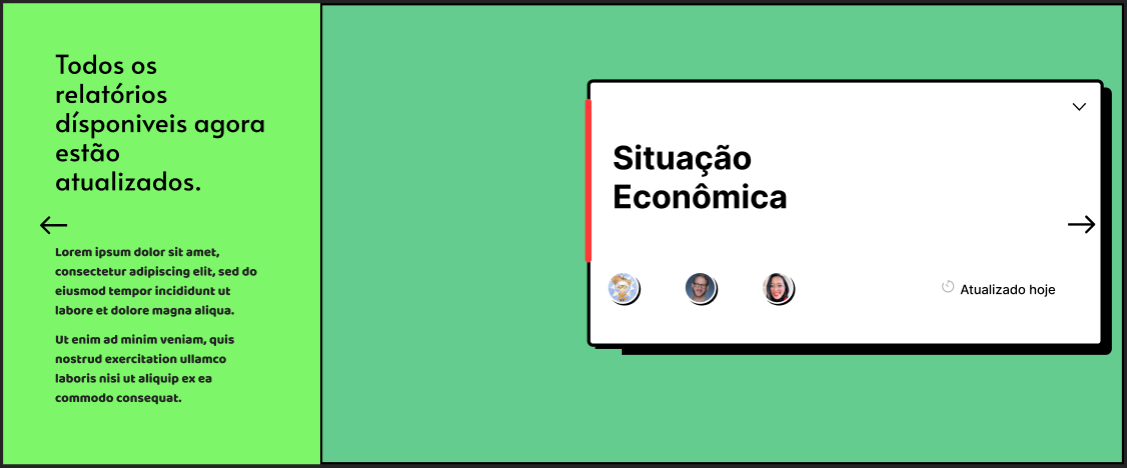 Todos os
relatórios
dísponiveis agora
estão
atualizados.
Lorem ipsum dolor sit amet,
consectetur adipiscing elit, sed do
eiusmod tempor incididunt ut
labore et dolore magna aliqua.
Ut enim ad minim veniam, quis
nostrud exercitation ullamco
laboris nisi ut aliquip ex ea
commodo consequat.
Situação
Econômica
Atualizado hoje